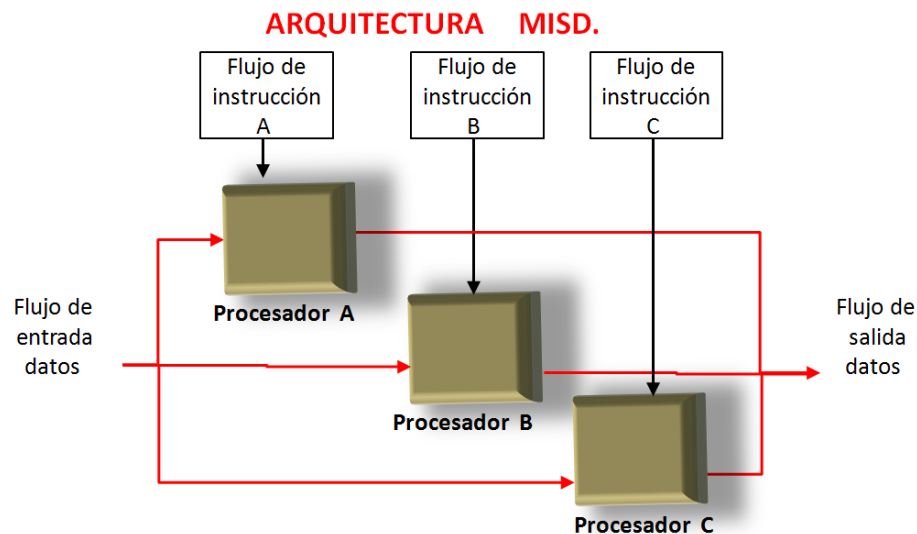 ARQUITECTURA MISD.
Flujo de
instrucción
A
Flujo de
instrucción
B
Flujo de
instrucción
C
Procesador A
Flujo de
entrada
datos
Procesador B
Flujo de
salida
datos
Procesador C